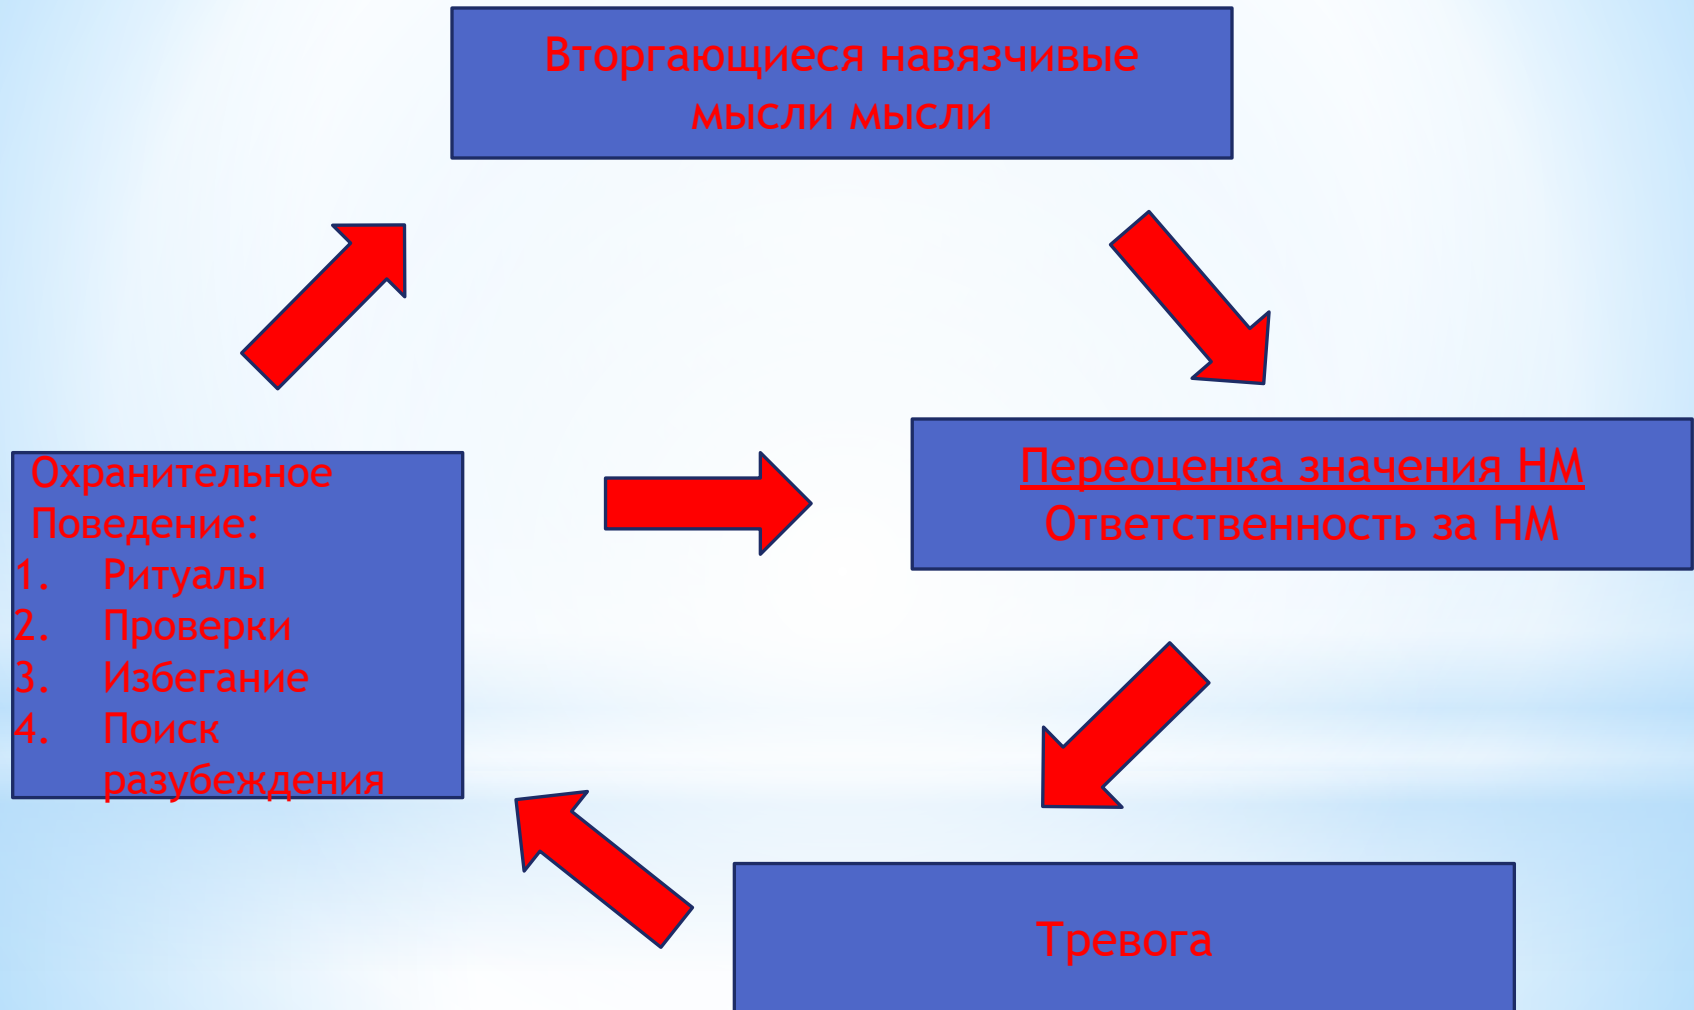 Вторгающиеся навязчивые
мысли мысли
Охранительное
Поведение:
1. Ритуалы
2. Проверки
3. Избегание
4. Поиск
разубеждения
Переоценка значения НМ
Ответственность за НМ
Тревога